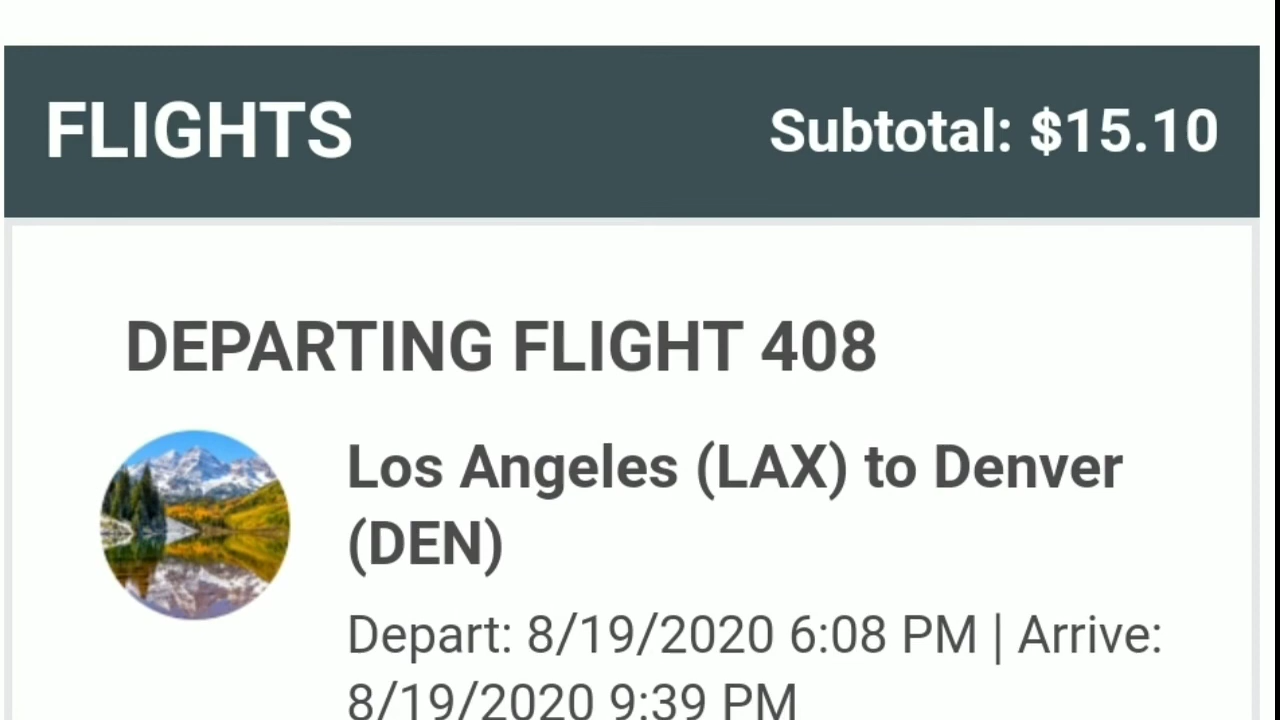 FLIGHTS
Subtotal: $15.10
DEPARTING FLIGHT 408
Los Angeles (LAX) to Denver
(DEN)
Depart: 8/19/2020 6:08 PM | Arrive:
8/19/2020 9:39 PM